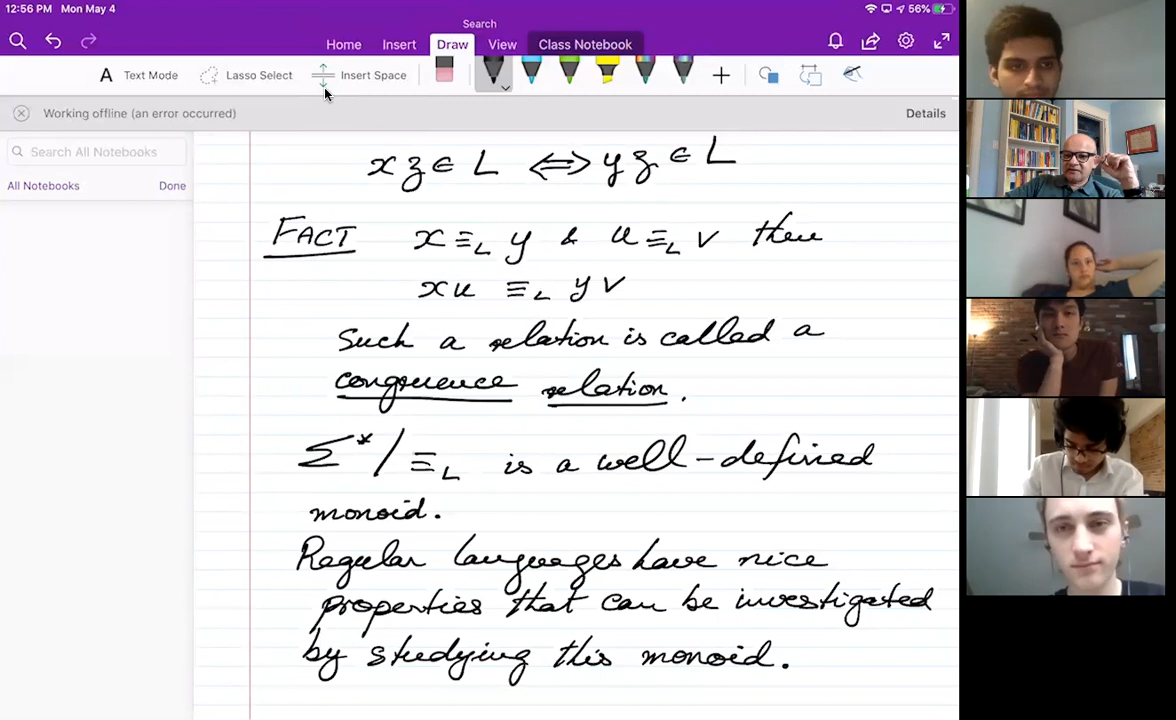 12:56 PM Mon May 4
56%
Search
Home Insert Draw View Class Notebook
A Text Mode Lasso Select Insert Space
Working offline (an error occurred) Details
Search All Notebooks
All Notebooks Done
x z ∈ L ⟺ y z ∈ L
FACT x ≡L y & u ≡L v then
xu ≡L yv
Such a relation is called a
congruence relation.
Σ* / ≡L is a well-defined
monoid.
Regular languages have nice
properties that can be investigated
by studying this monoid.